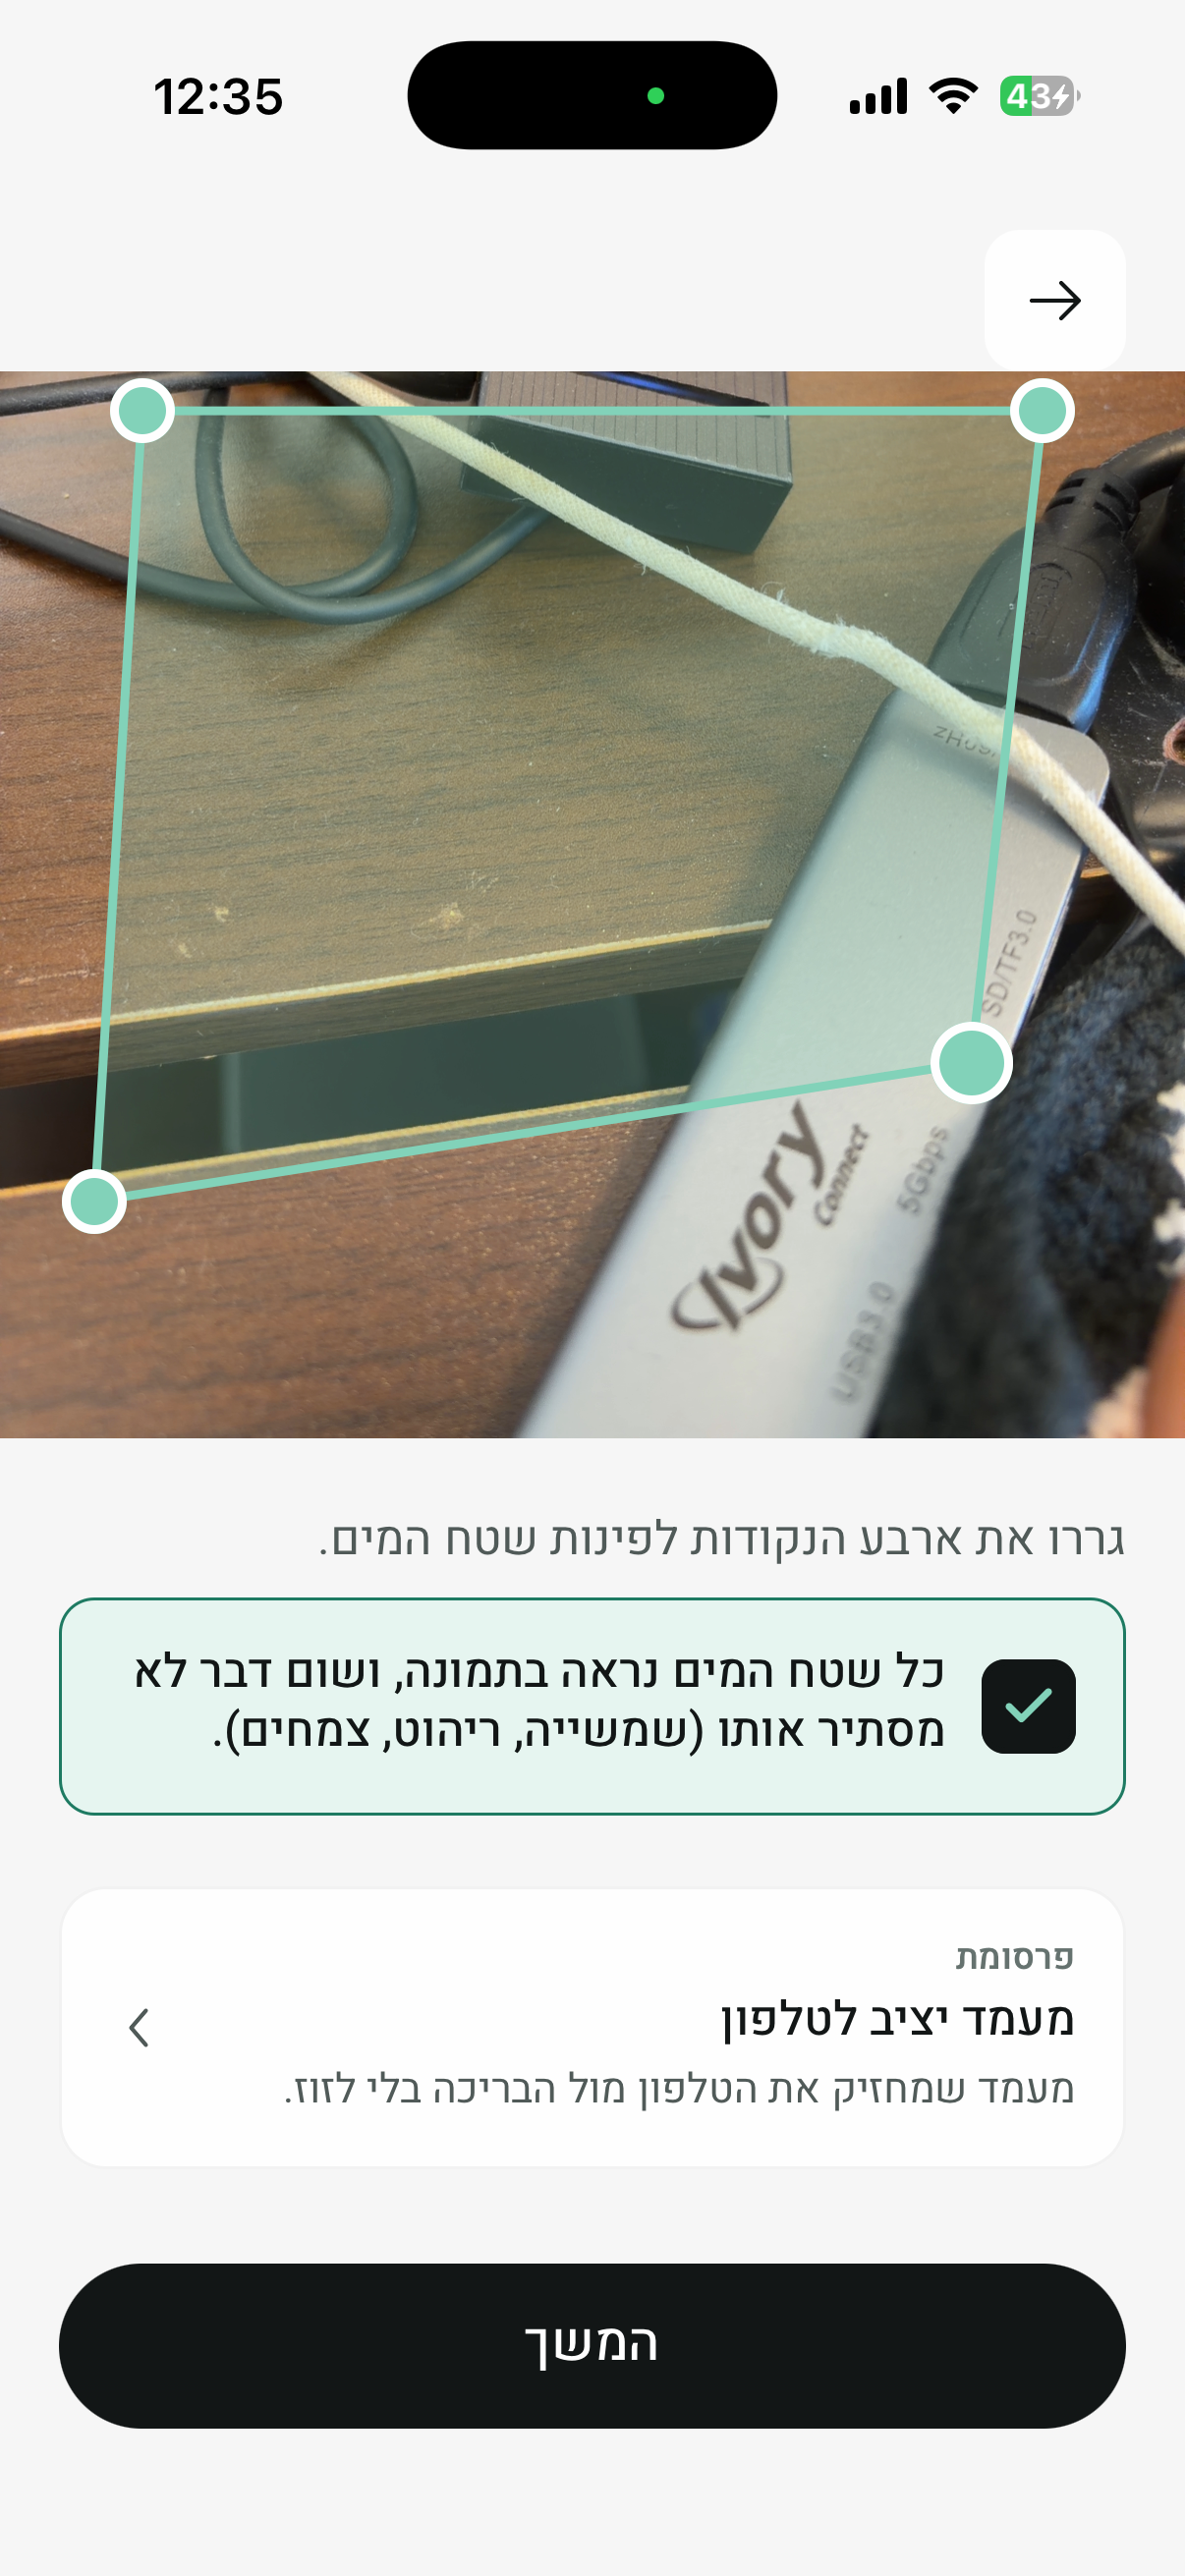 12:35
43
SD/TF3.0
Ivory
Connect
5Gbps
USB3.0
גררו את ארבע הנקודות לפינות שטח המים.
כל שטח המים נראה בתמונה, ושום דבר לא
מסתיר אותו (שמשייה, ריהוט, צמחים).
פרסומת
מעמד יציב לטלפון
מעמד שמחזיק את הטלפון מול הבריכה בלי לזוז.
המשך